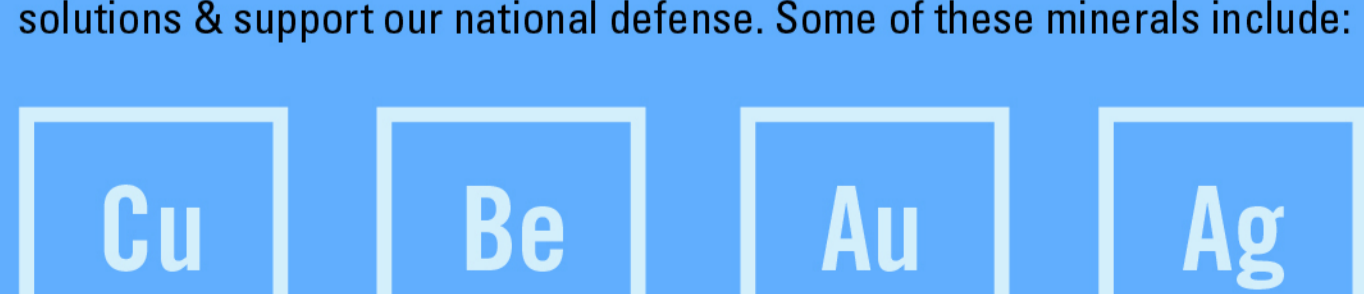 solutions & support our national defense. Some of these minerals include:
Cu Be Au Ag